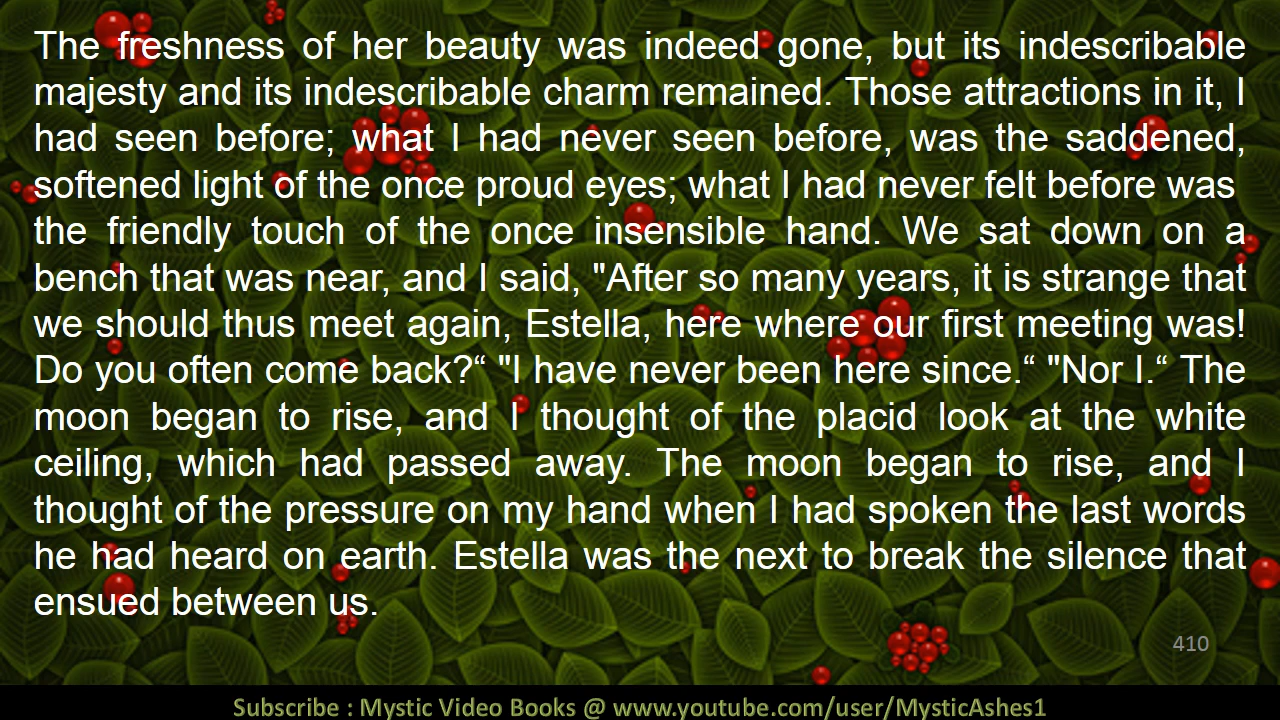 The freshness of her beauty was indeed gone, but its indescribable
majesty and its indescribable charm remained. Those attractions in it, I
had seen before; what I had never seen before, was the saddened,
softened light of the once proud eyes; what I had never felt before was
the friendly touch of the once insensible hand. We sat down on a
bench that was near, and I said, "After so many years, it is strange that
we should thus meet again, Estella, here where our first meeting was!
Do you often come back?“ "I have never been here since.“ "Nor I.“ The
moon began to rise, and I thought of the placid look at the white
ceiling, which had passed away. The moon began to rise, and I
thought of the pressure on my hand when I had spoken the last words
he had heard on earth. Estella was the next to break the silence that
ensued between us.
410
Subscribe : Mystic Video Books @ www.youtube.com/user/MysticAshes1